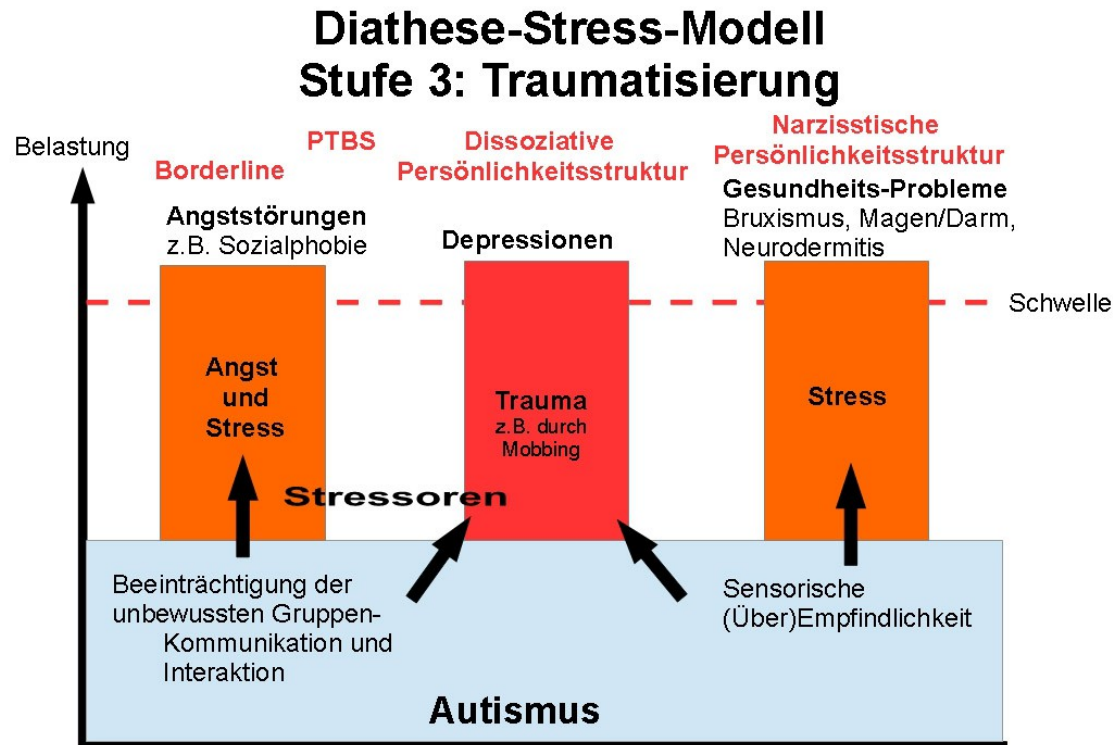 Diathese-Stress-Modell
Stufe 3: Traumatisierung
Belastung
Borderline
PTBS
Dissoziative
Persönlichkeitsstruktur
Narzisstische
Persönlichkeitsstruktur
Angststörungen
z.B. Sozialphobie
Depressionen
Gesundheits-Probleme
Bruxismus, Magen/Darm,
Neurodermitis
Schwelle
Angst
und
Stress
Trauma
z.B. durch
Mobbing
Stress
Stressoren
Beeinträchtigung der
unbewussten Gruppen-
Kommunikation und
Interaktion
Sensorische
(Über)Empfindlichkeit
Autismus